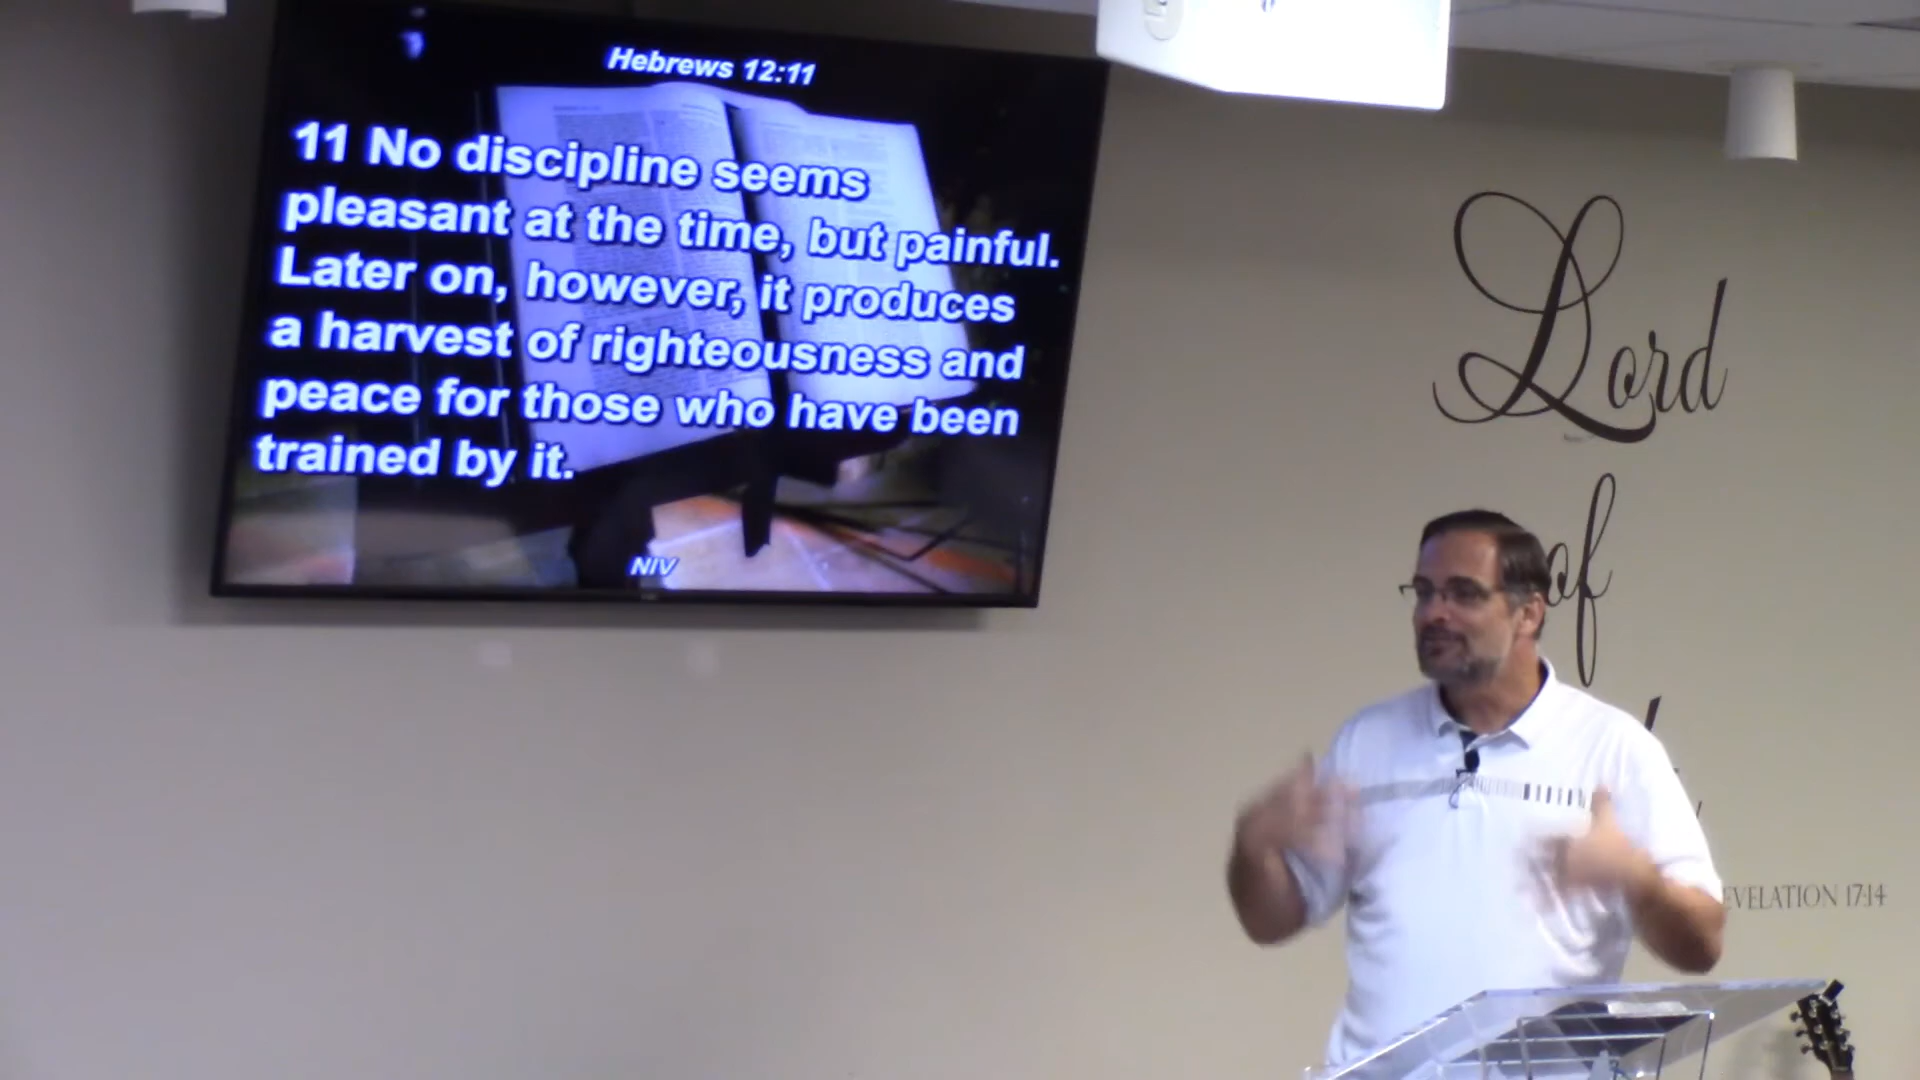 Hebrews 12:11
11 No discipline seems
pleasant at the time, but painful.
Later on, however, it produces
a harvest of righteousness and
peace for those who have been
trained by it.
NIV
Lord
of
EVELATION 17:14